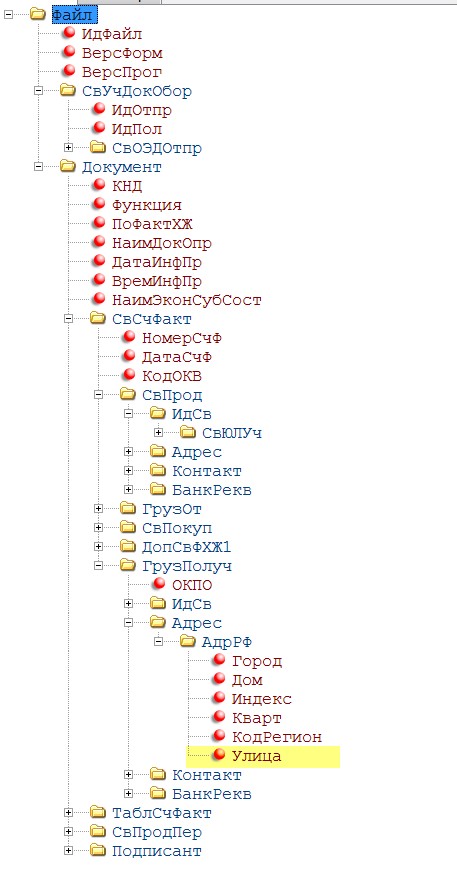 Файл
ИдФайл
ВерсФорм
ВерсПрог
СвУчДокОбор
ИдОтпр
ИдПол
СвОЭДОтпр
Документ
КНД
Функция
ПоФактХЖ
НаимДокОпр
ДатаИнфПр
ВремИнфПр
НаимЭконСубСост
СвСчФакт
НомерСчФ
ДатаСчФ
КодОКВ
СвПрод
ИдСв
СвЮЛУч
Адрес
Контакт
БанкРекв
ГрузОт
СвПокуп
ДопСвФХЖ1
ГрузПолуч
ОКПО
ИдСв
Адрес
АдрРФ
Город
Дом
Индекс
Кварт
КодРегион
Улица
Контакт
БанкРекв
ТаблСчФакт
СвПродПер
Подписант